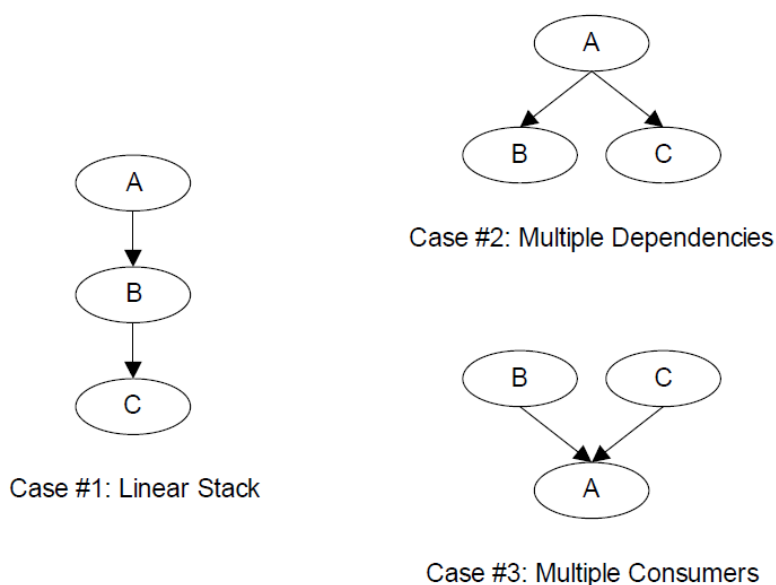 A
B
C
Case #1: Linear Stack
A
B C
Case #2: Multiple Dependencies
B C
A
Case #3: Multiple Consumers